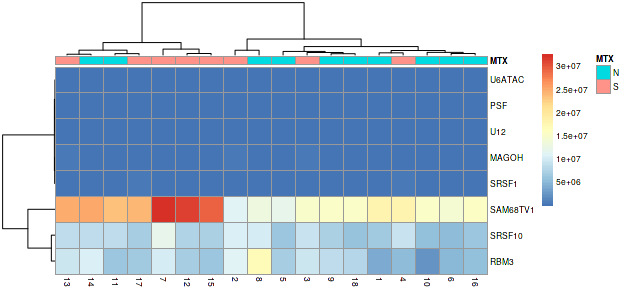 MTX
U6ATAC
PSF
U12
MAGOH
SRSF1
SAM68TV1
SRSF10
RBM3
13 14 11 17 7 12 15 2 8 5 3 9 18 1 4 10 6 16
3e+07
2.5e+07
2e+07
1.5e+07
1e+07
5e+06
MTX
N
S